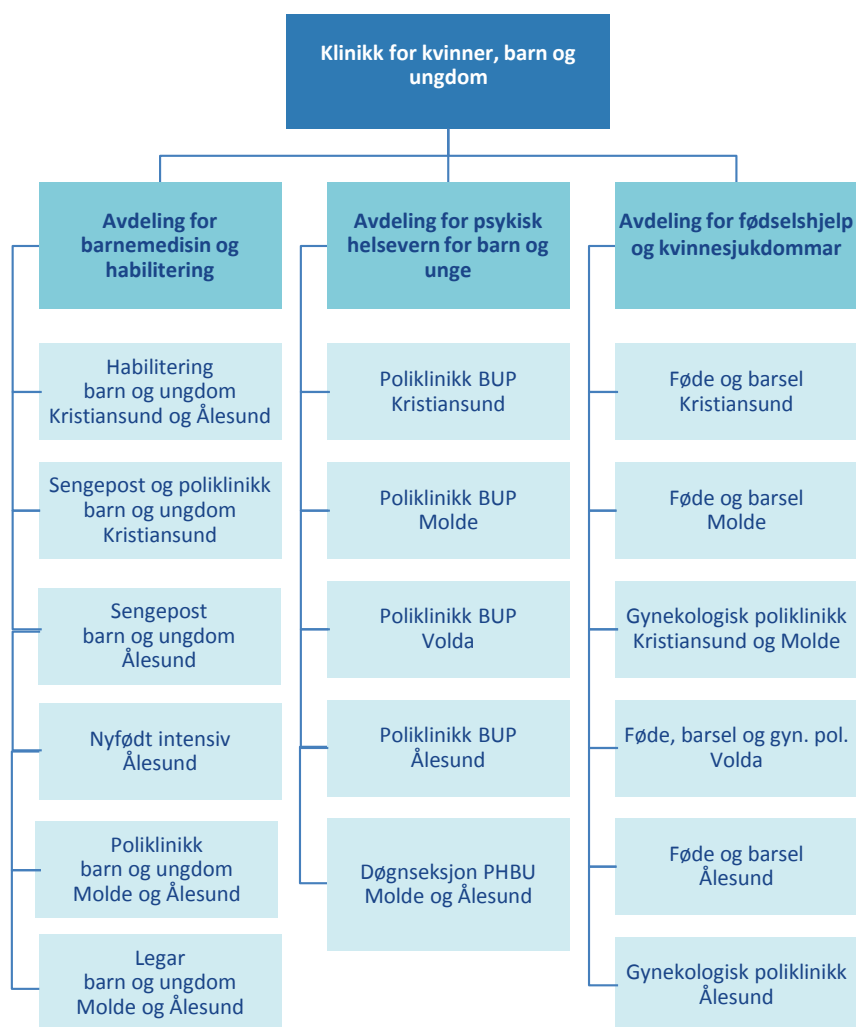 Klinikk for kvinner, barn og
ungdom
Avdeling for
barnemedisin og
habilitering
Habilitering
barn og ungdom
Kristiansund og Ålesund
Sengepost og poliklinikk
barn og ungdom
Kristiansund
Sengepost
barn og ungdom
Ålesund
Nyfødt intensiv
Ålesund
Poliklinikk
barn og ungdom
Molde og Ålesund
Legar
barn og ungdom
Molde og Ålesund
Avdeling for psykisk
helsevern for barn og
unge
Poliklinikk BUP
Kristiansund
Poliklinikk BUP
Molde
Poliklinikk BUP
Volda
Poliklinikk BUP
Ålesund
Døgnseksjon PHBU
Molde og Ålesund
Avdeling for fødselshjelp
og kvinnesjukdommar
Føde og barsel
Kristiansund
Føde og barsel
Molde
Gynekologisk poliklinikk
Kristiansund og Molde
Føde, barsel og gyn. pol.
Volda
Føde og barsel
Ålesund
Gynekologisk poliklinikk
Ålesund